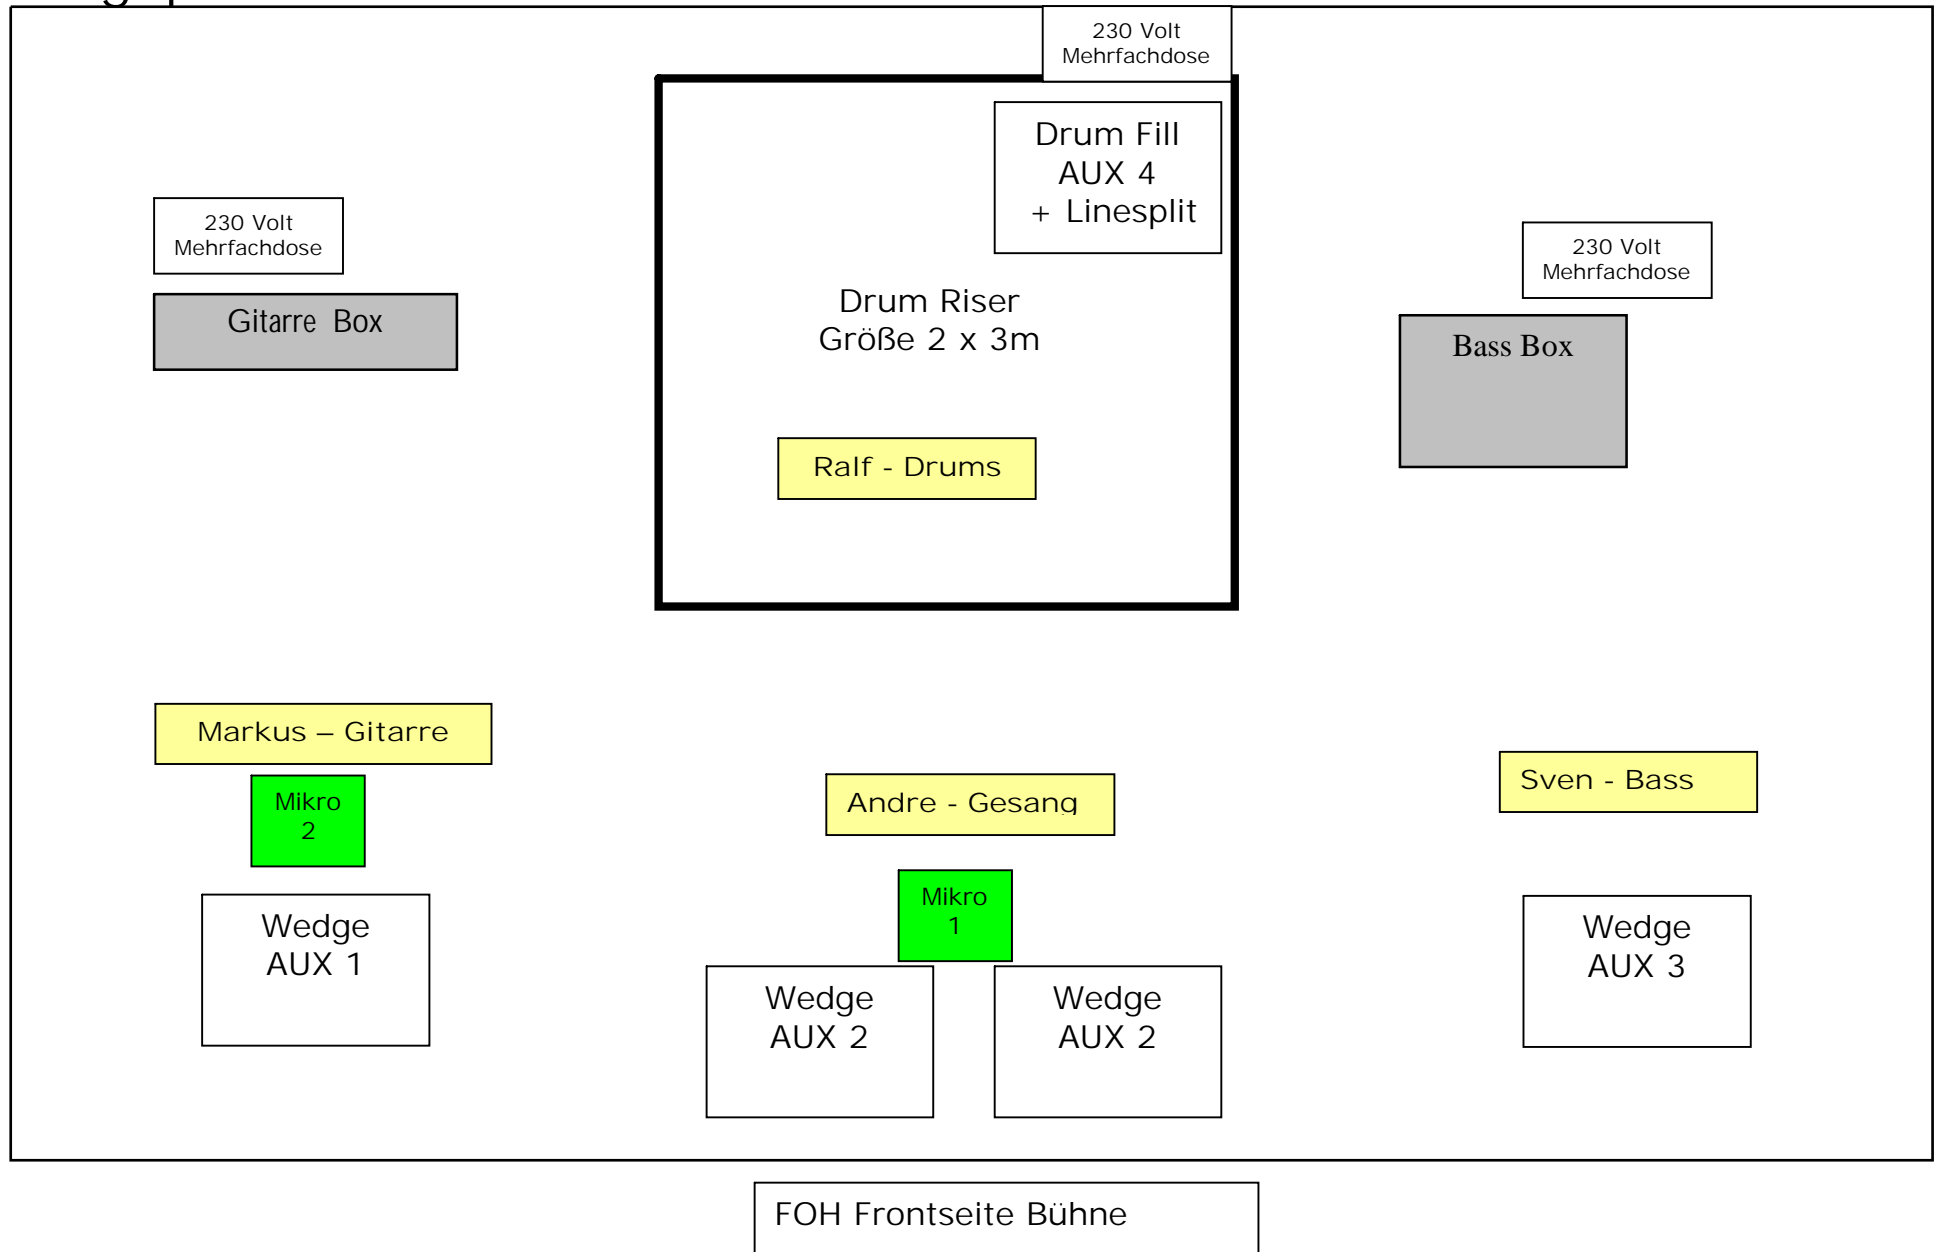 230 Volt
Mehrfachdose
Drum Fill
AUX 4
+ Linesplit
230 Volt
Mehrfachdose
230 Volt
Mehrfachdose
Gitarre Box
Drum Riser
Größe 2 x 3m
Bass Box
Ralf - Drums
Markus – Gitarre
Mikro
2
Andre - Gesang
Sven - Bass
Mikro
1
Wedge
AUX 1
Wedge
AUX 2
Wedge
AUX 2
Wedge
AUX 3
FOH Frontseite Bühne